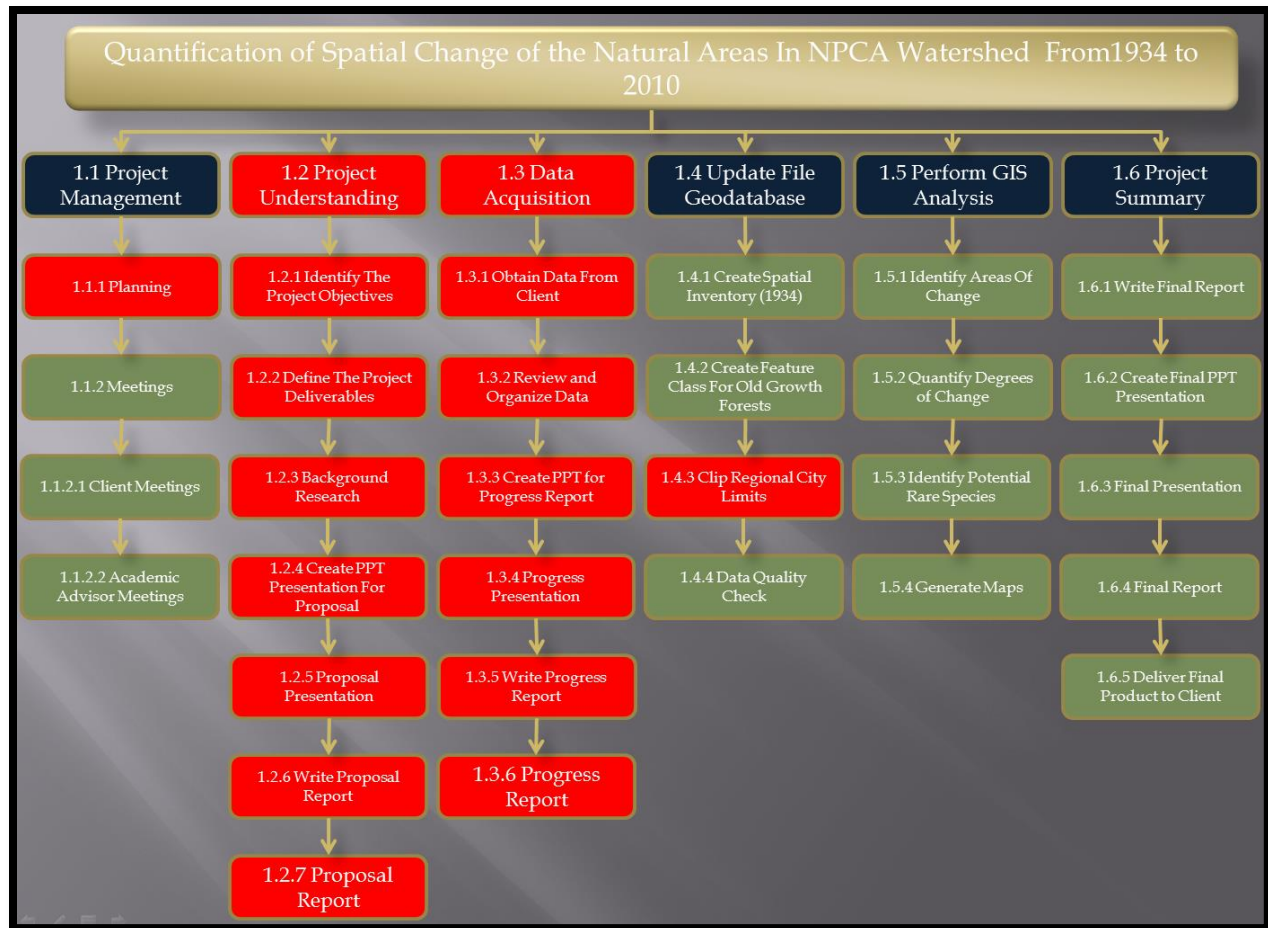 Quantification of Spatial Change of the Natural Areas In NPCA Watershed From1934 to
2010
1.1 Project
Management
1.1.1 Planning
1.1.2 Meetings
1.1.2.1 Client Meetings
1.1.2.2 Academic
Advisor Meetings
1.2 Project
Understanding
1.2.1 Identify The
Project Objectives
1.2.2 Define The Project
Deliverables
1.2.3 Background
Research
1.2.4 Create PPT
Presentation For
Proposal
1.2.5 Proposal
Presentation
1.2.6 Write Proposal
Report
1.2.7 Proposal
Report
1.3 Data
Acquisition
1.3.1 Obtain Data From
Client
1.3.2 Review and
Organize Data
1.3.3 Create PPT for
Progress Report
1.3.4 Progress
Presentation
1.3.5 Write Progress
Report
1.3.6 Progress
Report
1.4 Update File
Geodatabase
1.4.1 Create Spatial
Inventory (1934)
1.4.2 Create Feature
Class For Old Growth
Forests
1.4.3 Clip Regional City
Limits
1.4.4 Data Quality
Check
1.5 Perform GIS
Analysis
1.5.1 Identify Areas Of
Change
1.5.2 Quantify Degrees
of Change
1.5.3 Identify Potential
Rare Species
1.5.4 Generate Maps
1.6 Project
Summary
1.6.1 Write Final Report
1.6.2 Create Final PPT
Presentation
1.6.3 Final Presentation
1.6.4 Final Report
1.6.5 Deliver Final
Product to Client